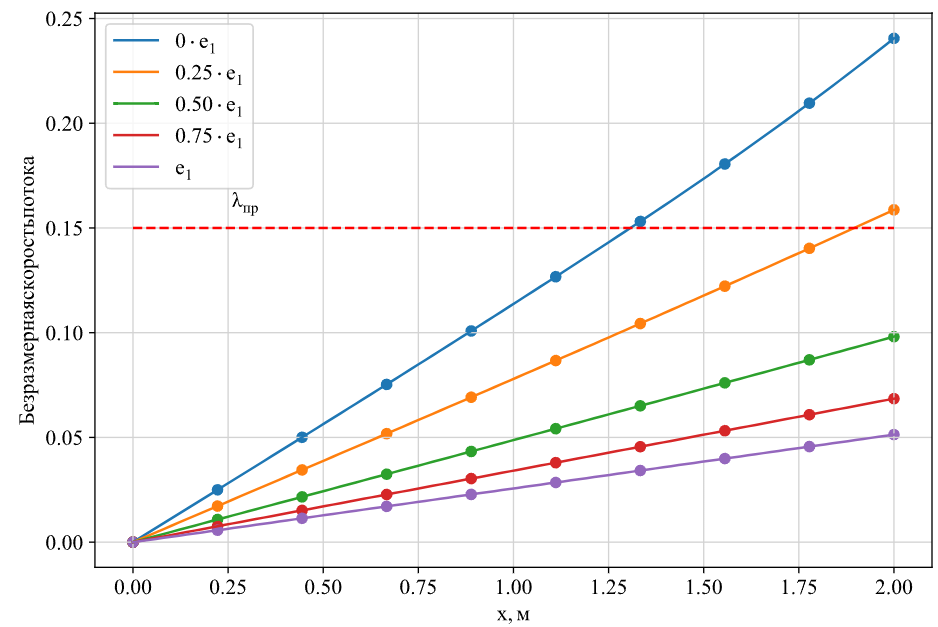 0.25
0 · e₁
0.25 · e₁
0.50 · e₁
0.75 · e₁
e₁
0.20
λпр
0.15
0.10
0.05
0.00
Безразмернаяскоростьпотока
0.00 0.25 0.50 0.75 1.00 1.25 1.50 1.75 2.00
x, м